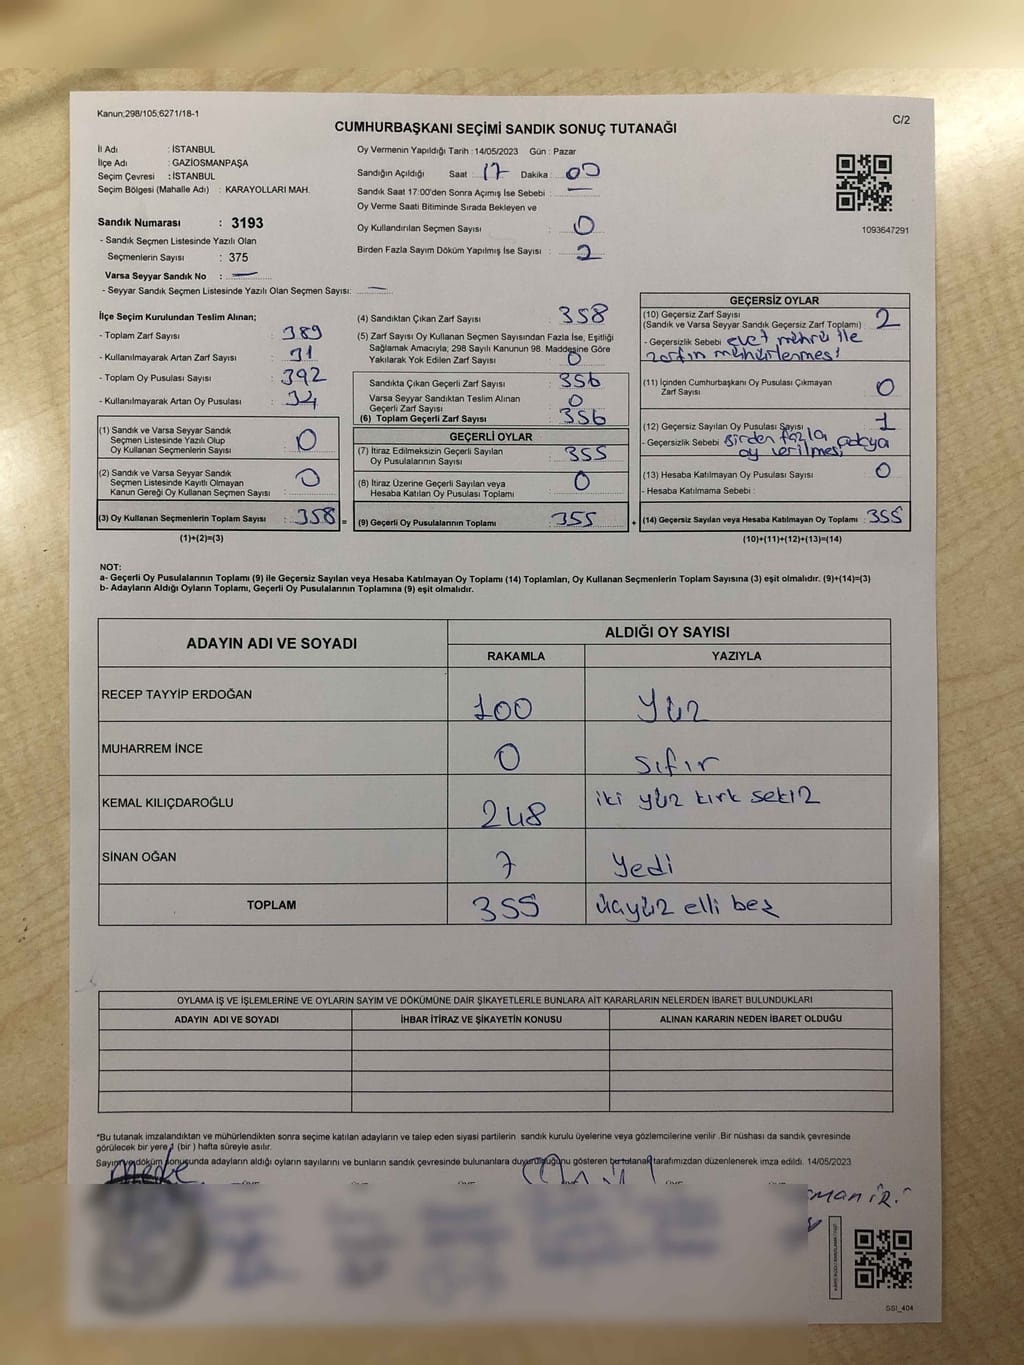 Kanun;298/105;6271/18-1
C/2
CUMHURBAŞKANI SEÇİMİ SANDIK SONUÇ TUTANAĞI
İl Adı : İSTANBUL
İlçe Adı : GAZİOSMANPAŞA
Seçim Çevresi : İSTANBUL
Seçim Bölgesi (Mahalle Adı) : KARAYOLLARI MAH.
Sandık Numarası : 3193
- Sandık Seçmen Listesinde Yazılı Olan
Seçmenlerin Sayısı : 375
Varsa Seyyar Sandık No : —
- Seyyar Sandık Seçmen Listesinde Yazılı Olan Seçmen Sayısı: —
Oy Vermenin Yapıldığı Tarih : 14/05/2023 Gün : Pazar
Sandığın Açıldığı Saat : 17 Dakika : 00
Sandık Saat 17:00'den Sonra Açımış İse Sebebi : —
Oy Verme Saati Bitiminde Sırada Bekleyen ve
Oy Kullandırılan Seçmen Sayısı : 0
Birden Fazla Sayım Döküm Yapılmış İse Sayısı : 2
1093647291
İlçe Seçim Kurulundan Teslim Alınan;
- Toplam Zarf Sayısı : 389
- Kullanılmayarak Artan Zarf Sayısı : 31
- Toplam Oy Pusulası Sayısı : 392
- Kullanılmayarak Artan Oy Pusulası : 34
(1) Sandık ve Varsa Seyyar Sandık
Seçmen Listesinde Yazılı Olup
Oy Kullanan Seçmenlerin Sayısı : 0
(2) Sandık ve Varsa Seyyar Sandık
Seçmen Listesinde Kayıtlı Olmayan
Kanun Gereği Oy Kullanan Seçmen Sayısı : 0
(3) Oy Kullanan Seçmenlerin Toplam Sayısı : 358 =
(1)+(2)=(3)
(4) Sandıktan Çıkan Zarf Sayısı : 358
(5) Zarf Sayısı Oy Kullanan Seçmen Sayısından Fazla İse, Eşitliği
Sağlamak Amacıyla, 298 Sayılı Kanunun 98. Maddesine Göre
Yakılarak Yok Edilen Zarf Sayısı : 0
Sandıkta Çıkan Geçerli Zarf Sayısı : 356
Varsa Seyyar Sandıktan Teslim Alınan
Geçerli Zarf Sayısı : 0
(6) Toplam Geçerli Zarf Sayısı : 356
GEÇERLİ OYLAR
(7) İtiraz Edilmeksizin Geçerli Sayılan
Oy Pusulalarının Sayısı : 355
(8) İtiraz Üzerine Geçerli Sayılan veya
Hesaba Katılan Oy Pusulası Toplamı : 0
(9) Geçerli Oy Pusulalarının Toplamı : 355 +
GEÇERSİZ OYLAR
(10) Geçersiz Zarf Sayısı : 2
(Sandık ve Varsa Seyyar Sandık Geçersiz Zarf Toplamı)
- Geçersizlik Sebebi : evet mührü ile
zarfın mühürlenmesi
(11) İçinden Cumhurbaşkanı Oy Pusulası Çıkmayan
Zarf Sayısı : 0
(12) Geçersiz Sayılan Oy Pusulası Sayısı : 1
- Geçersizlik Sebebi : Birden fazla adaya
oy verilmesi
(13) Hesaba Katılmayan Oy Pusulası Sayısı : 0
- Hesaba Katılmama Sebebi :
(14) Geçersiz Sayılan veya Hesaba Katılmayan Oy Toplamı : 355
(10)+(11)+(12)+(13)=(14)
NOT:
a- Geçerli Oy Pusulalarının Toplamı (9) ile Geçersiz Sayılan veya Hesaba Katılmayan Oy Toplamı (14) Toplamları, Oy Kullanan Seçmenlerin Toplam Sayısına (3) eşit olmalıdır. (9)+(14)=(3)
b- Adayların Aldığı Oyların Toplamı, Geçerli Oy Pusulalarının Toplamına (9) eşit olmalıdır.
ADAYIN ADI VE SOYADI
ALDIĞI OY SAYISI
RAKAMLA YAZIYLA
RECEP TAYYİP ERDOĞAN 100 Yüz
MUHARREM İNCE 0 sıfır
KEMAL KILIÇDAROĞLU 248 iki yüz kırk sekiz
SİNAN OĞAN 7 Yedi
TOPLAM 355 üçyüz elli beş
OYLAMA İŞ VE İŞLEMLERİNE VE OYLARIN SAYIM VE DÖKÜMÜNE DAİR ŞİKAYETLERLE BUNLARA AİT KARARLARIN NELERDEN İBARET BULUNDUKLARI
ADAYIN ADI VE SOYADI İHBAR İTİRAZ VE ŞİKAYETİN KONUSU ALINAN KARARIN NEDEN İBARET OLDUĞU
*Bu tutanak imzalandıktan ve mühürlendikten sonra seçime katılan adayların ve talep eden siyasi partilerin sandık kurulu üyelerine veya gözlemcilerine verilir .Bir nüshası da sandık çevresinde
görülecek bir yere 1 (bir ) hafta süreyle asılır.
Sayım ve döküm konusunda adayların aldığı oyların sayılarını ve bunların sandık çevresinde bulunanlara duyurulduğunu gösteren bu tutanak tarafımızdan düzenlenerek imza edildi. 14/05/2023
SSI_404